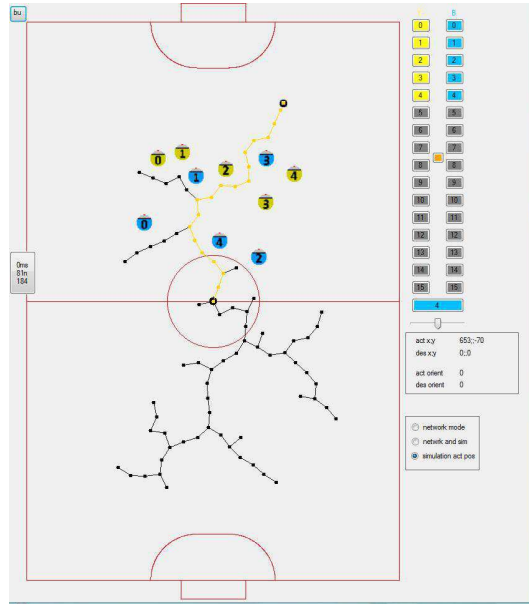 bu
Y B
0 0
1 1
2 2
3 3
4 4
5 5
6 6
7 7
8 8
9 9
10 10
11 11
12 12
13 13
14 14
15 15
4
0 1 1 2 3 4
3
0
4 2
0ms
81n
184
act x;y 653;;-70
des x;y 0;;0
act orient 0
des orient 0
network mode
netwrk and sim
simulation act pos